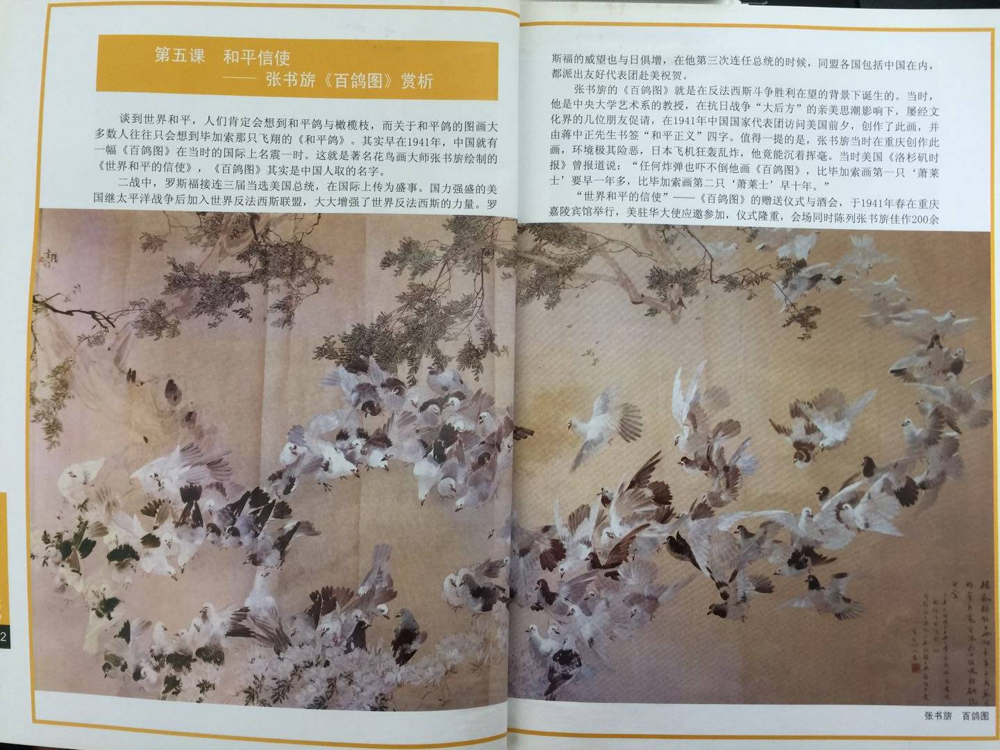 第五课　和平信使
—— 张书旂《百鸽图》赏析
谈到世界和平，人们肯定会想到和平鸽与橄榄枝，而关于和平鸽的图画大
多数人往往只会想到毕加索那只飞翔的《和平鸽》。其实早在1941年，中国就有
一幅《百鸽图》在当时的国际上名震一时。这就是著名花鸟画大师张书旂绘制的
《世界和平的信使》，《百鸽图》其实是中国人取的名字。
二战中，罗斯福接连三届当选美国总统，在国际上传为盛事。国力强盛的美
国继太平洋战争后加入世界反法西斯联盟，大大增强了世界反法西斯的力量。罗
斯福的威望也与日俱增，在他第三次连任总统的时候，同盟各国包括中国在内，
都派出友好代表团赴美祝贺。
张书旂的《百鸽图》就是在反法西斯斗争胜利在望的背景下诞生的。当时，
他是中央大学艺术系的教授，在抗日战争“大后方”的亲美思潮影响下，屡经文
化界的几位朋友促请，在1941年中国国家代表团访问美国前夕，创作了此画，并
由蒋中正先生书签“和平正义”四字。值得一提的是，张书旂当时在重庆创作此
画，环境极其险恶，日本飞机狂轰乱炸，他竟能沉着挥毫。当时美国《洛杉矶时
报》曾报道说：“任何炸弹也吓不倒他画《百鸽图》，比毕加索画第一只‘萧莱
士’要早一年多，比毕加索画第二只‘萧莱士’早十年。”
“世界和平的信使”——《百鸽图》的赠送仪式与酒会，于1941年春在重庆
嘉陵宾馆举行，美驻华大使应邀参加，仪式隆重，会场同时陈列张书旂佳作200余
张书旂　百鸽图
2